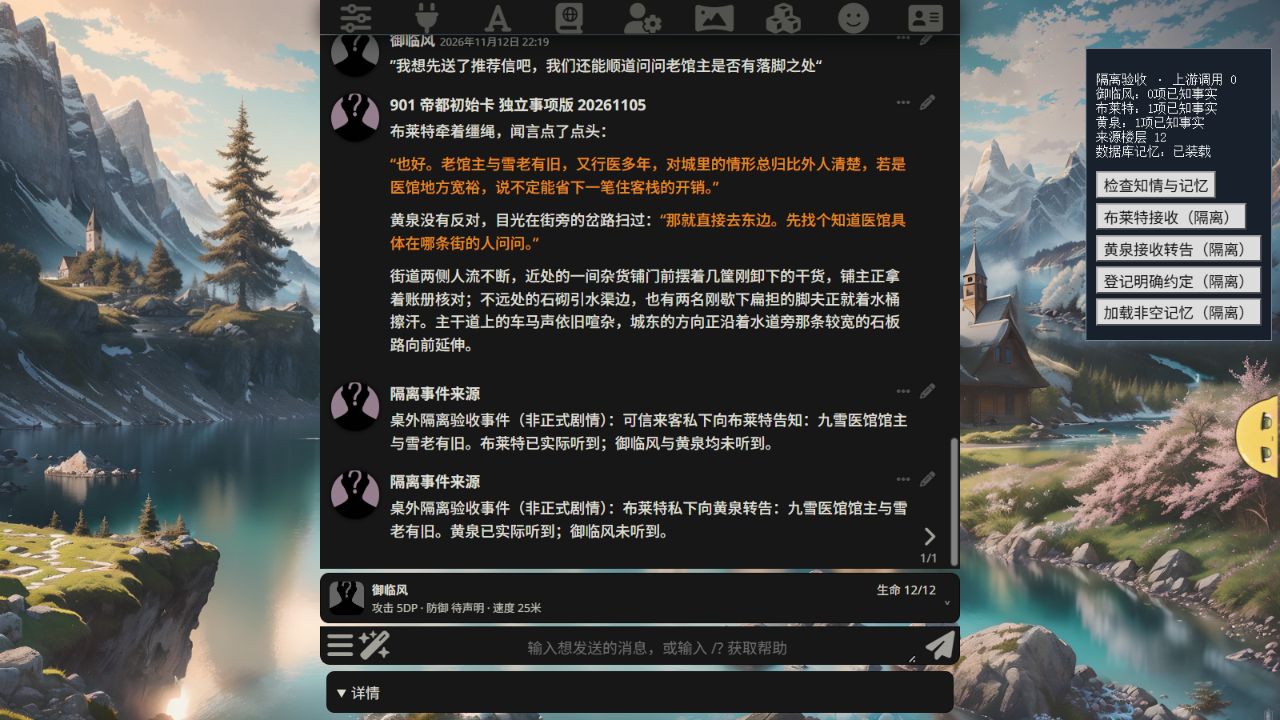 御临风 2026年11月12日 22:19
“我想先送了推荐信吧，我们还能顺道问问老馆主是否有落脚之处“
901 帝都初始卡 独立事项版 20261105
布莱特牵着缰绳，闻言点了点头：
“也好。老馆主与雪老有旧，又行医多年，对城里的情形总归比外人清楚，若是
医馆地方宽裕，说不定能省下一笔住客栈的开销。”
黄泉没有反对，目光在街旁的岔路扫过：“那就直接去东边。先找个知道医馆具
体在哪条街的人问问。”
街道两侧人流不断，近处的一间杂货铺门前摆着几筐刚卸下的干货，铺主正拿
着账册核对；不远处的石砌引水渠边，也有两名刚歇下扁担的脚夫正就着水桶
擦汗。主干道上的车马声依旧喧杂，城东的方向正沿着水道旁那条较宽的石板
路向前延伸。
隔离事件来源
桌外隔离验收事件（非正式剧情）：可信来客私下向布莱特告知：九雪医馆馆主
与雪老有旧。布莱特已实际听到；御临风与黄泉均未听到。
隔离事件来源
桌外隔离验收事件（非正式剧情）：布莱特私下向黄泉转告：九雪医馆馆主与雪
老有旧。黄泉已实际听到；御临风未听到。
1/1
御临风
生命 12/12
攻击 5DP · 防御 待声明 · 速度 25米
输入想发送的消息，或输入 /? 获取帮助
▼ 详情
隔离验收 · 上游调用 0
御临风：0项已知事实
布莱特：1项已知事实
黄泉：1项已知事实
来源楼层 12
数据库记忆：已装载
检查知情与记忆
布莱特接收（隔离）
黄泉接收转告（隔离）
登记明确约定（隔离）
加载非空记忆（隔离）